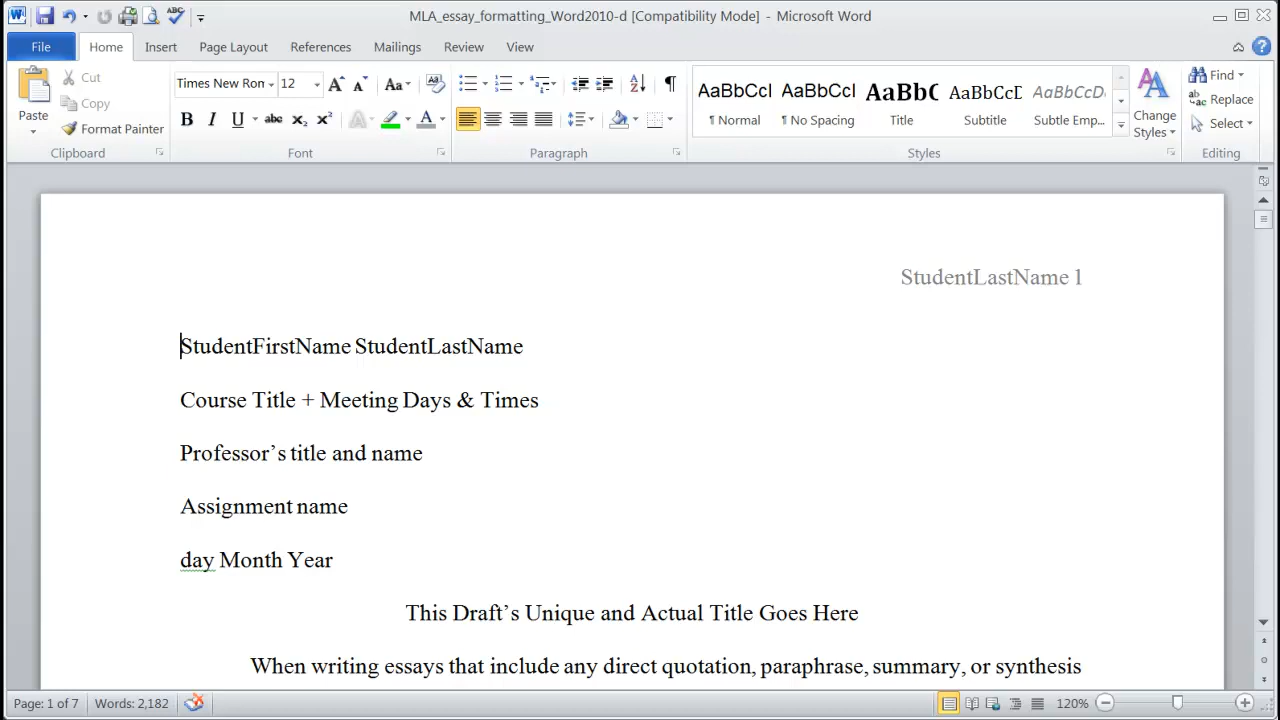 MLA_essay_formatting_Word2010-d [Compatibility Mode] - Microsoft Word
File Home Insert Page Layout References Mailings Review View
Paste
Cut
Copy
Format Painter
Clipboard
Times New Rom 12
Font
Paragraph
AaBbCcI AaBbCcI AaBbC AaBbCcD AaBbCcD
¶ Normal ¶ No Spacing Title Subtitle Subtle Emp...
Change Styles
Styles
Find
Replace
Select
Editing
StudentLastName 1
StudentFirstName StudentLastName
Course Title + Meeting Days & Times
Professor’s title and name
Assignment name
day Month Year
This Draft’s Unique and Actual Title Goes Here
When writing essays that include any direct quotation, paraphrase, summary, or synthesis
Page: 1 of 7 Words: 2,182 120%